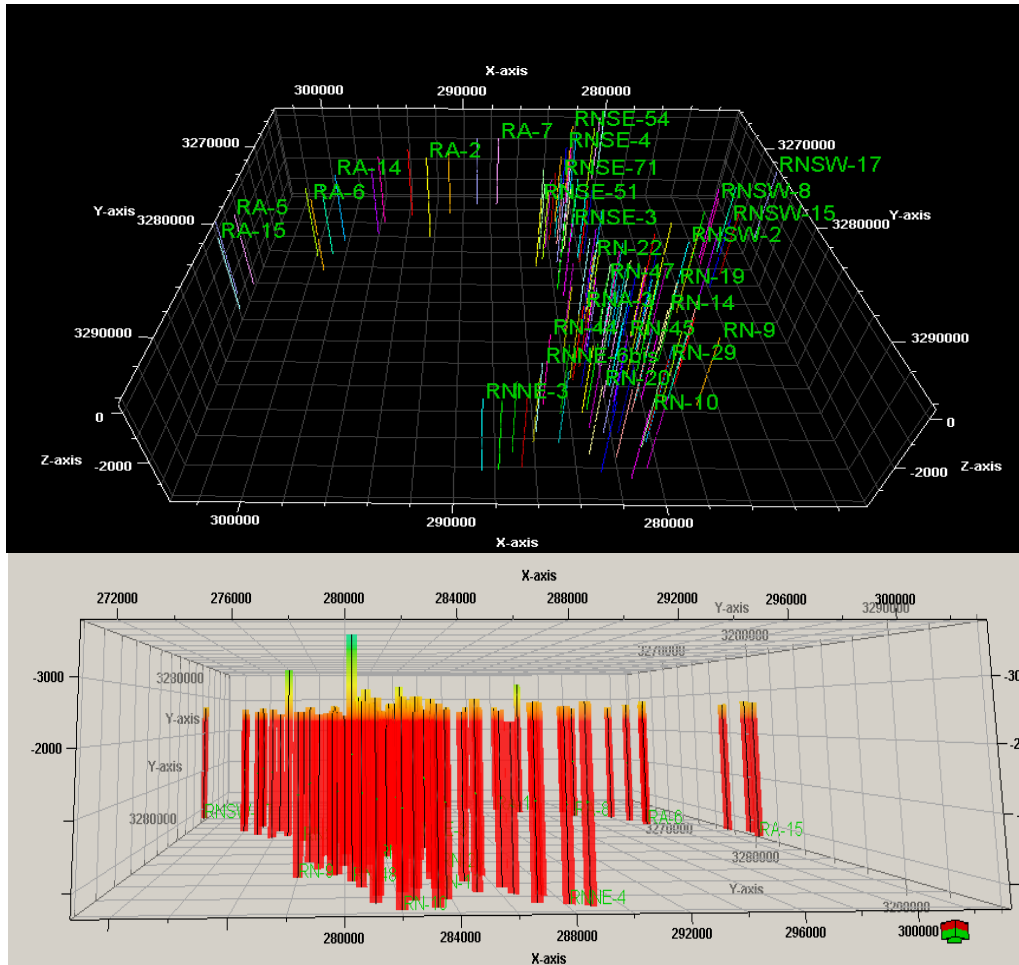 X-axis
300000 290000 280000
RNSE-54
RA-7
RNSE-4
3270000
3270000
RA-2
RNSW-17
RA-14
RNSE-71
RA-6
RNSE-51
RNSW-8
RA-5
Y-axis
3280000
RNSE-3
RNSW-15
Y-axis
3280000
RA-15
RNSW-2
RN-22
RN-47
RN-19
RNA-3
RN-14
3290000
RN-44
RN-45
RN-9
3290000
RNNE-6bis
RN-29
RN-20
RNNE-3
RN-10
0
0
Z-axis
-2000
-2000
Z-axis
300000 290000 280000
X-axis
X-axis
272000 276000 280000 284000 288000 292000 296000 300000
Y-axis
3290000
3270000
3280000
-3000
Y-axis
-2000
Y-axis
3280000
RA-6
3270000
RA-15
RN-9
3280000
RNNE-4
Y-axis
280000 284000 288000 292000 296000 300000
X-axis